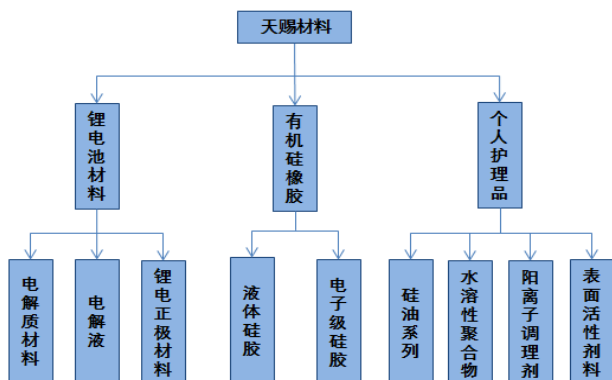 天赐材料
锂电池材料
有机硅橡胶
个人护理品
电解质材料
电解液
锂电正极材料
液体硅胶
电子级硅胶
硅油系列
水溶性聚合物
阳离子调理剂
表面活性剂料